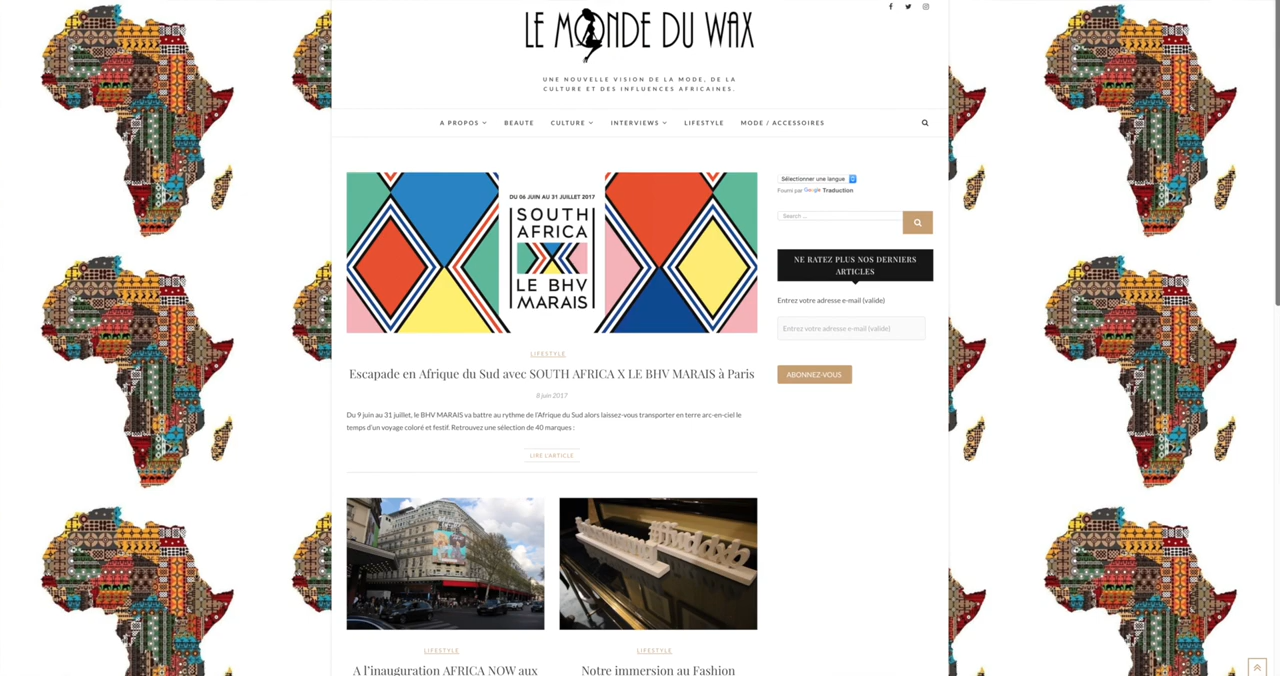 LE MONDE DU WAX
UNE NOUVELLE VISION DE LA MODE, DE LA
CULTURE ET DES INFLUENCES AFRICAINES.
A PROPOS
BEAUTE
CULTURE
INTERVIEWS
LIFESTYLE
MODE / ACCESSOIRES
DU 06 JUIN AU 31 JUILLET 2017
SOUTH
AFRICA
LE BHV
MARAIS
LIFESTYLE
Escapade en Afrique du Sud avec SOUTH AFRICA X LE BHV MARAIS à Paris
8 juin 2017
Du 9 juin au 31 juillet, le BHV MARAIS va battre au rythme de l'Afrique du Sud alors laissez-vous transporter en terre arc-en-ciel le
temps d'un voyage coloré et festif. Retrouvez une sélection de 40 marques :
LIRE L'ARTICLE
LIFESTYLE
A l'inauguration AFRICA NOW aux
LIFESTYLE
Notre immersion au Fashion
Sélectionner une langue
Fourni par Google Traduction
Search ...
NE RATEZ PLUS NOS DERNIERS
ARTICLES
Entrez votre adresse e-mail (valide)
Entrez votre adresse e-mail (valide)
ABONNEZ-VOUS